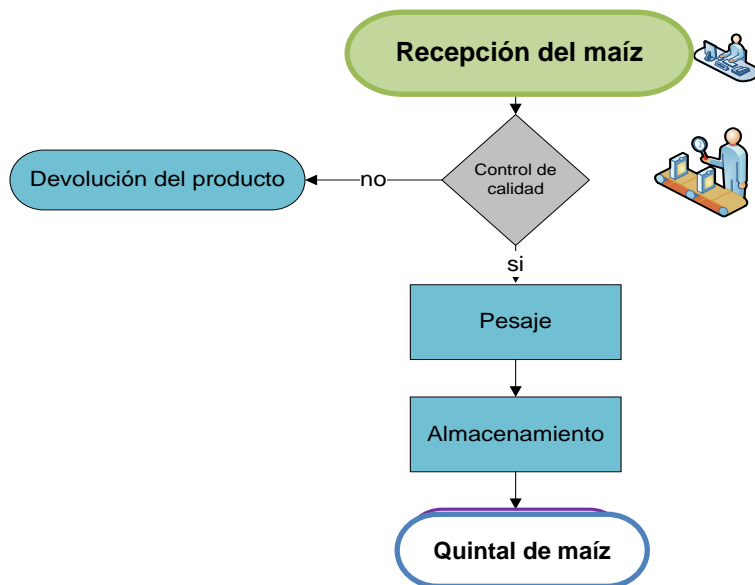 Recepción del maíz
Control de
calidad
no
Devolución del producto
si
Pesaje
Almacenamiento
Quintal de maíz